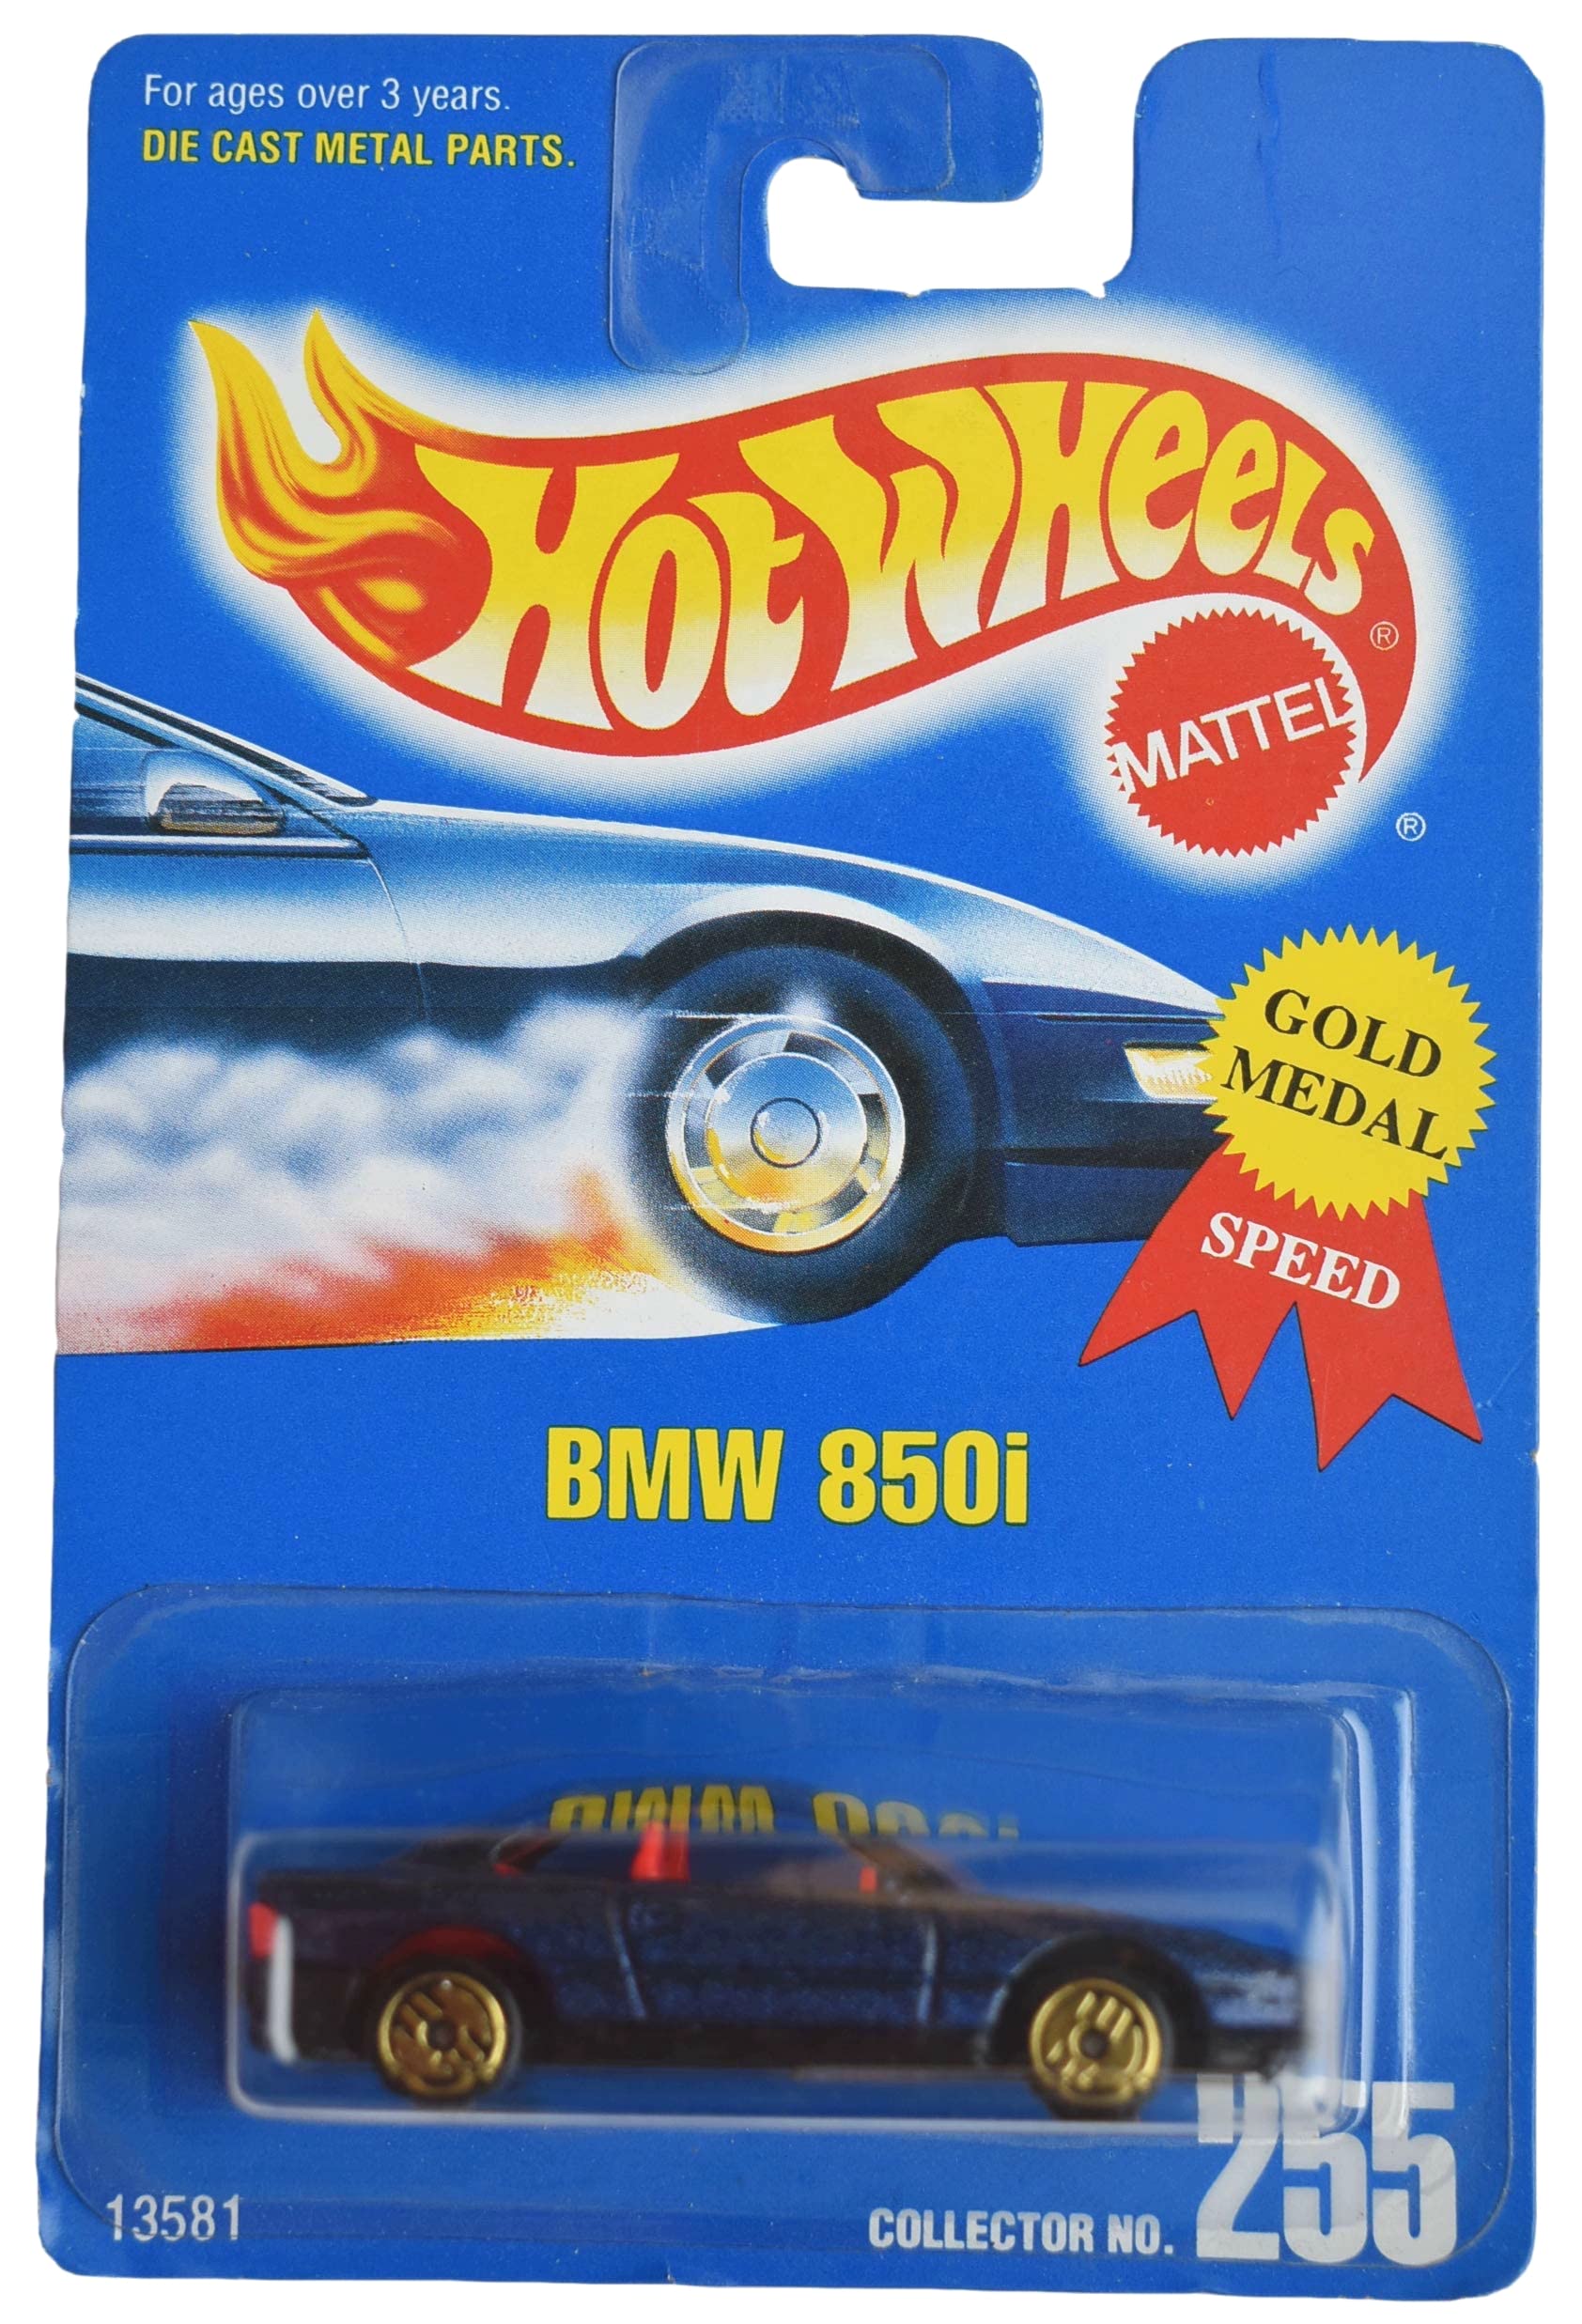 For ages over 3 years.
DIE CAST METAL PARTS.
HOT WHEELS ®
MATTEL
®
GOLD
MEDAL
SPEED
BMW 850i
13581
COLLECTOR NO. 255